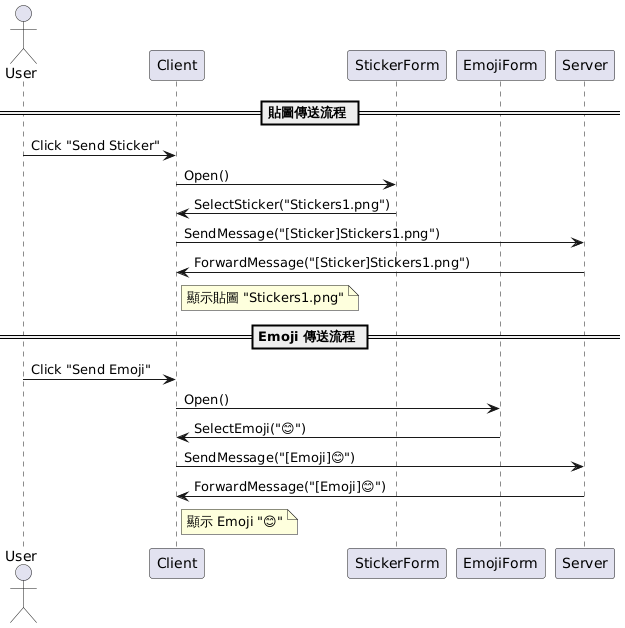 User
Client
StickerForm
EmojiForm
Server
貼圖傳送流程
Click "Send Sticker"
Open()
SelectSticker("Stickers1.png")
SendMessage("[Sticker]Stickers1.png")
ForwardMessage("[Sticker]Stickers1.png")
顯示貼圖 "Stickers1.png"
Emoji 傳送流程
Click "Send Emoji"
Open()
SelectEmoji("😊")
SendMessage("[Emoji]😊")
ForwardMessage("[Emoji]😊")
顯示 Emoji "😊"
User
Client
StickerForm
EmojiForm
Server